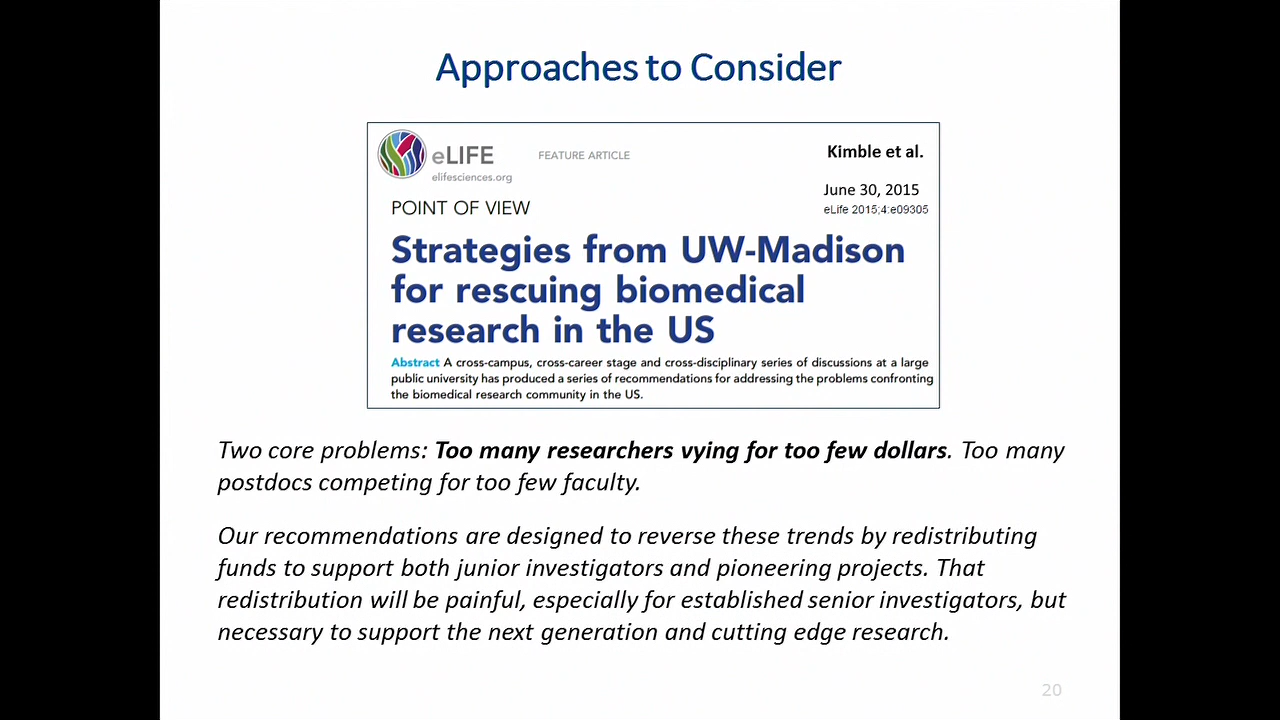 Approaches to Consider
eLIFE
elifesciences.org
FEATURE ARTICLE
Kimble et al.
June 30, 2015
eLife 2015;4:e09305
POINT OF VIEW
Strategies from UW-Madison
for rescuing biomedical
research in the US
Abstract A cross-campus, cross-career stage and cross-disciplinary series of discussions at a large
public university has produced a series of recommendations for addressing the problems confronting
the biomedical research community in the US.
Two core problems: Too many researchers vying for too few dollars. Too many
postdocs competing for too few faculty.
Our recommendations are designed to reverse these trends by redistributing
funds to support both junior investigators and pioneering projects. That
redistribution will be painful, especially for established senior investigators, but
necessary to support the next generation and cutting edge research.
20